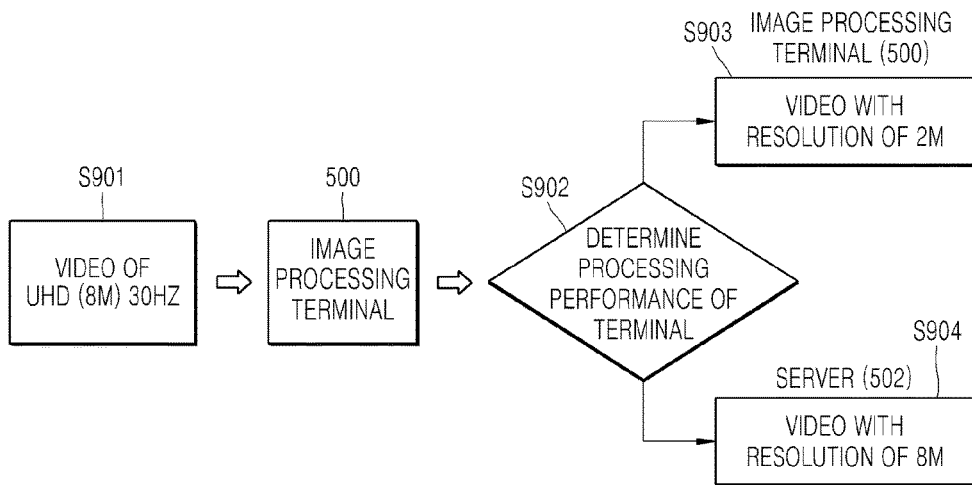 S901
VIDEO OF
UHD (8M) 30HZ
500
IMAGE
PROCESSING
TERMINAL
S902
DETERMINE
PROCESSING
PERFORMANCE OF
TERMINAL
S903
IMAGE PROCESSING
TERMINAL (500)
VIDEO WITH
RESOLUTION OF 2M
S904
SERVER (502)
VIDEO WITH
RESOLUTION OF 8M